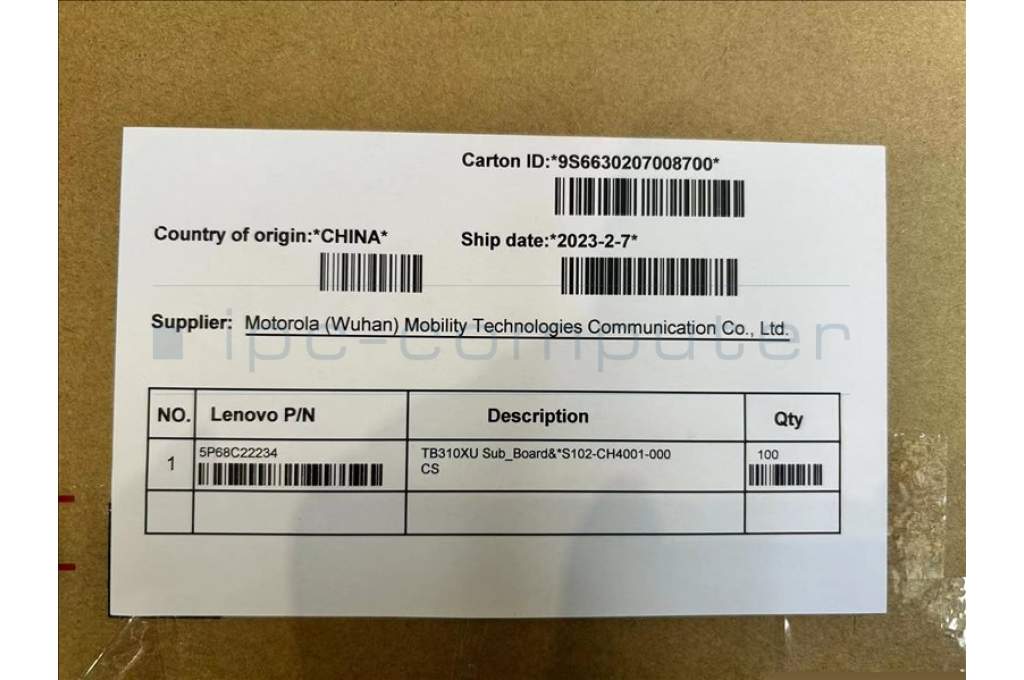 Carton ID:*9S6630207008700*
Country of origin:*CHINA*
Ship date:*2023-2-7*
Supplier: Motorola (Wuhan) Mobility Technologies Communication Co., Ltd.
ipc-computer
NO. Lenovo P/N Description Qty
1 5P68C22234 TB310XU Sub_Board&*S102-CH4001-000 100
CS